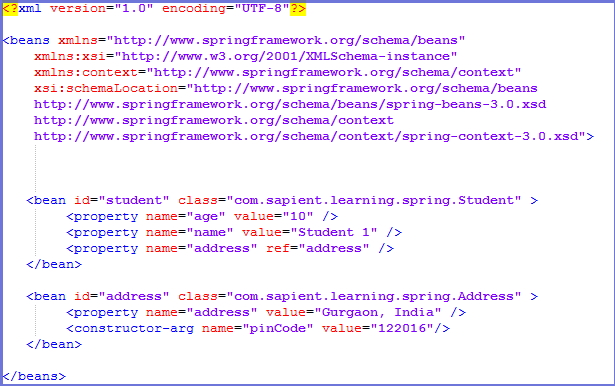 <?xml version="1.0" encoding="UTF-8"?>
<beans xmlns="http://www.springframework.org/schema/beans"
xmlns:xsi="http://www.w3.org/2001/XMLSchema-instance"
xmlns:context="http://www.springframework.org/schema/context"
xsi:schemaLocation="http://www.springframework.org/schema/beans
http://www.springframework.org/schema/beans/spring-beans-3.0.xsd
http://www.springframework.org/schema/context
http://www.springframework.org/schema/context/spring-context-3.0.xsd">
<bean id="student" class="com.sapient.learning.spring.Student" >
<property name="age" value="10" />
<property name="name" value="Student 1" />
<property name="address" ref="address" />
</bean>
<bean id="address" class="com.sapient.learning.spring.Address" >
<property name="address" value="Gurgaon, India" />
<constructor-arg name="pinCode" value="122016"/>
</bean>
</beans>